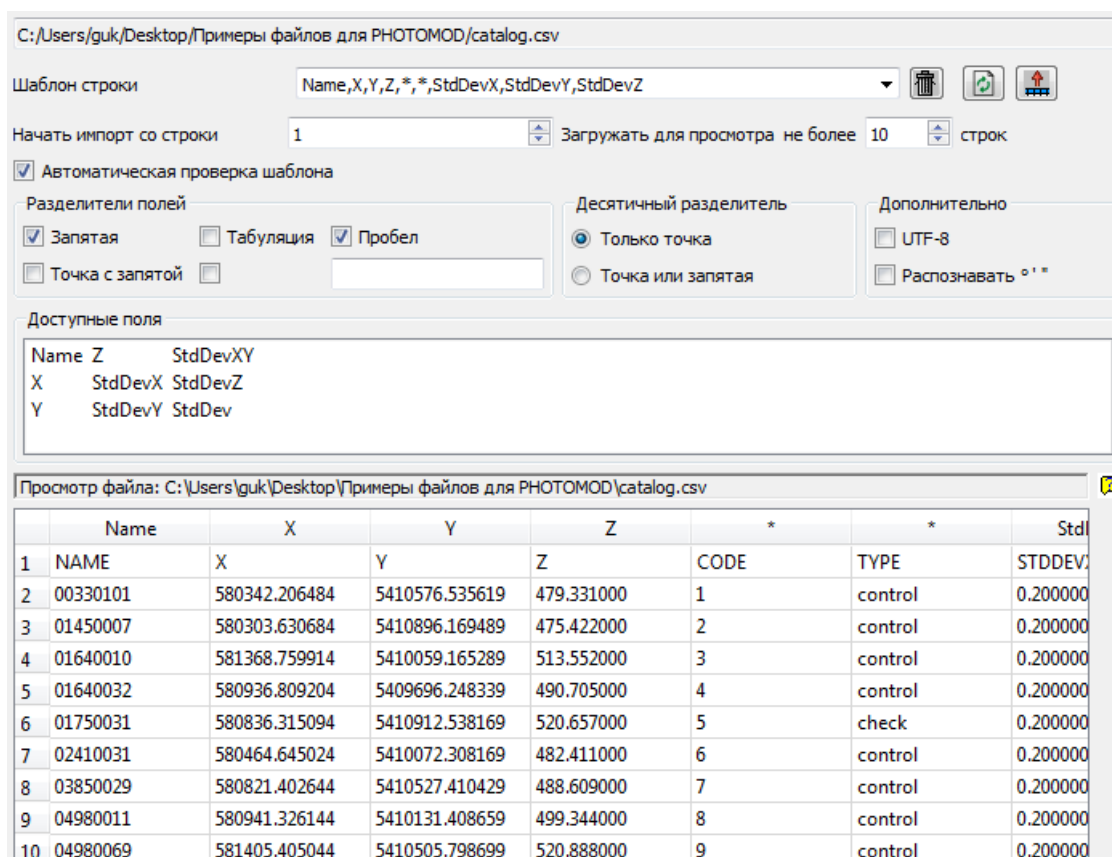 C:/Users/guk/Desktop/Примеры файлов для PHOTOMOD/catalog.csv
Шаблон строки Name,X,Y,Z,*,*,StdDevX,StdDevY,StdDevZ
Начать импорт со строки 1 Загружать для просмотра не более 10 строк
Автоматическая проверка шаблона
Разделители полей Десятичный разделитель Дополнительно
Запятая Табуляция Пробел Только точка UTF-8
Точка с запятой Точка или запятая Распознавать ° ' "
Доступные поля
Name Z StdDevXY
X StdDevX StdDevZ
Y StdDevY StdDev
Просмотр файла: C:\Users\guk\Desktop\Примеры файлов для PHOTOMOD\catalog.csv
Name X Y Z * *
1 NAME X Y Z CODE TYPE
2 00330101 580342.206484 5410576.535619 479.331000 1 control 0.200000
3 01450007 580303.630684 5410896.169489 475.422000 2 control 0.200000
4 01640010 581368.759914 5410059.165289 513.552000 3 control 0.200000
5 01640032 580936.809204 5409696.248339 490.705000 4 control 0.200000
6 01750031 580836.315094 5410912.538169 520.657000 5 check 0.200000
7 02410031 580464.645024 5410072.308169 482.411000 6 control 0.200000
8 03850029 580821.402644 5410527.410429 488.609000 7 control 0.200000
9 04980011 580941.326144 5410131.408659 499.344000 8 control 0.200000
10 04980069 581405.405044 5410505.798699 520.888000 9 control 0.200000